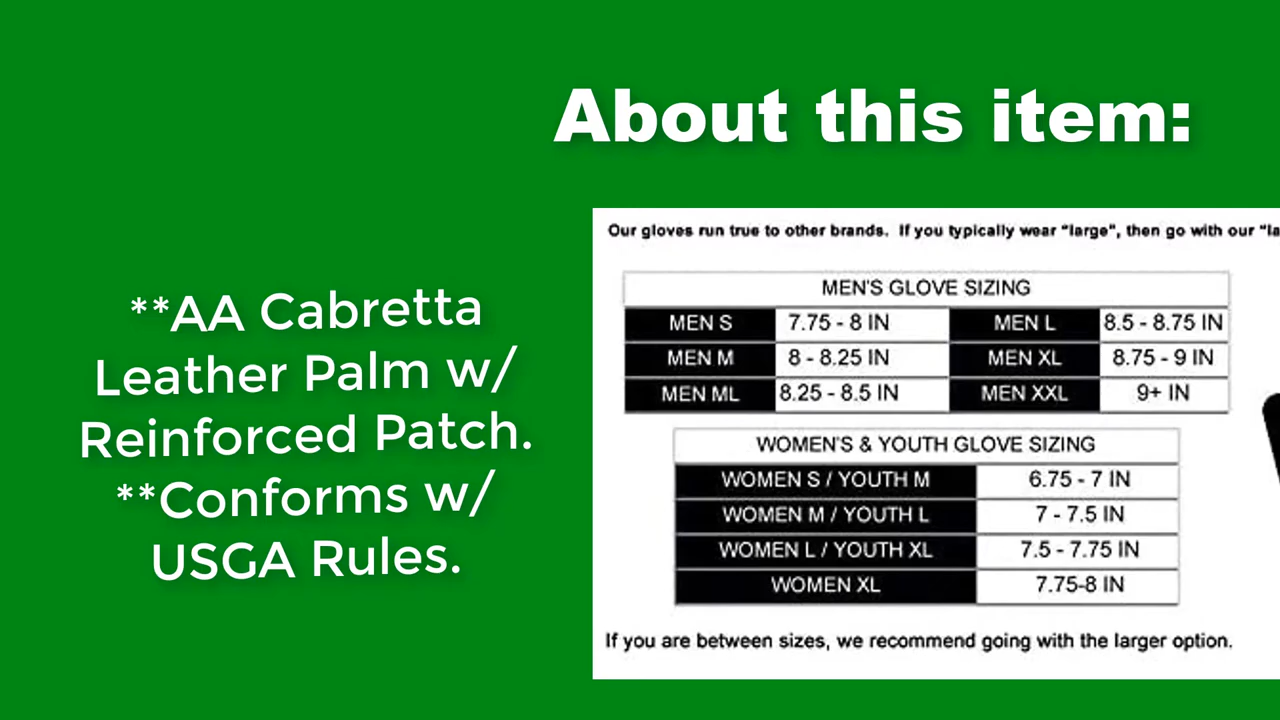 About this item:
**AA Cabretta
Leather Palm w/
Reinforced Patch.
**Conforms w/
USGA Rules.
Our gloves run true to other brands. If you typically wear "large", then go with our "la
MEN'S GLOVE SIZING
MEN S 7.75 - 8 IN MEN L 8.5 - 8.75 IN
MEN M 8 - 8.25 IN MEN XL 8.75 - 9 IN
MEN ML 8.25 - 8.5 IN MEN XXL 9+ IN
WOMEN'S & YOUTH GLOVE SIZING
WOMEN S / YOUTH M 6.75 - 7 IN
WOMEN M / YOUTH L 7 - 7.5 IN
WOMEN L / YOUTH XL 7.5 - 7.75 IN
WOMEN XL 7.75-8 IN
If you are between sizes, we recommend going with the larger option.